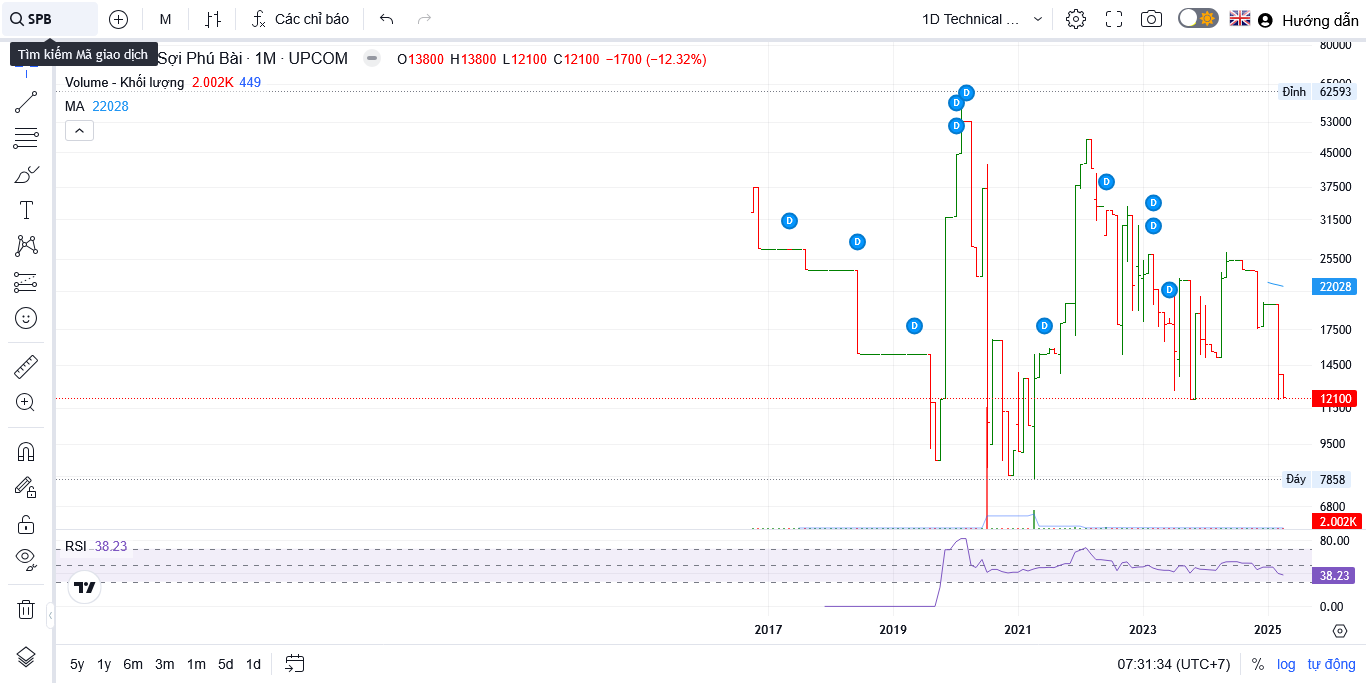 SPB
M
Các chỉ báo
1D Technical ...
Hướng dẫn
Tìm kiếm Mã giao dịch
Sợi Phú Bài · 1M · UPCOM
O13800 H13800 L12100 C12100 −1700 (−12.32%)
Volume - Khối lượng 2.002K 449
MA 22028
80000
65000
Đỉnh 62593
53000
45000
37500
31500
25500
22028
17500
14500
12100
11500
9500
Đáy 7858
6800
2.002K
D
D
D
D
D
D
D
D
D
D
D
RSI 38.23
80.00
38.23
0.00
2017 2019 2021 2023 2025
5y 1y 6m 3m 1m 5d 1d
07:31:34 (UTC+7) % log tự động